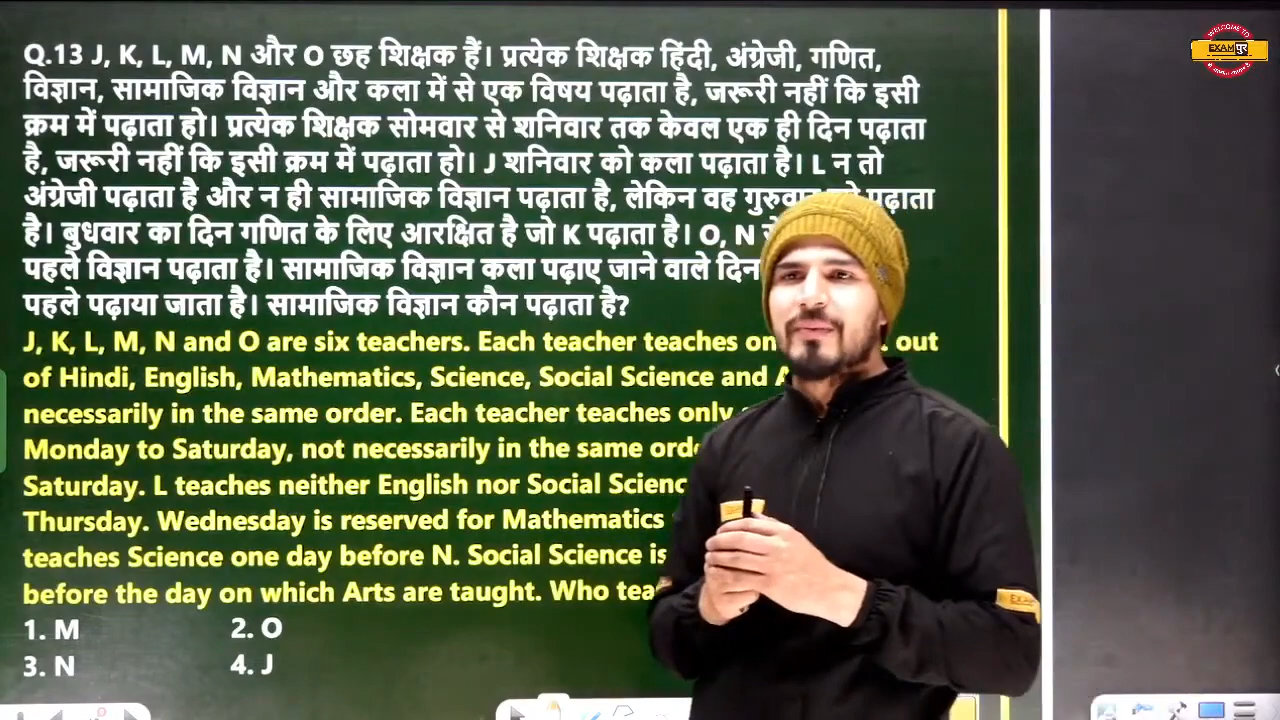 Q.13 J, K, L, M, N और O छह शिक्षक हैं। प्रत्येक शिक्षक हिंदी, अंग्रेजी, गणित,
विज्ञान, सामाजिक विज्ञान और कला में से एक विषय पढ़ाता है, जरूरी नहीं कि इसी
क्रम में पढ़ाता हो। प्रत्येक शिक्षक सोमवार से शनिवार तक केवल एक ही दिन पढ़ाता
है, जरूरी नहीं कि इसी क्रम में पढ़ाता हो। J शनिवार को कला पढ़ाता है। L न तो
अंग्रेजी पढ़ाता है और न ही सामाजिक विज्ञान पढ़ाता है, लेकिन वह पढ़ाता
है। बुधवार का दिन गणित के लिए आरक्षित है जो K पढ़ाता है। O, N
पहले विज्ञान पढ़ाता है। सामाजिक विज्ञान कला पढ़ाए जाने वाले दिन
पहले पढ़ाया जाता है। सामाजिक विज्ञान कौन पढ़ाता है?
J, K, L, M, N and O are six teachers. Each teacher teaches out
of Hindi, English, Mathematics, Science, Social Science and
necessarily in the same order. Each teacher teaches only
Monday to Saturday, not necessarily in the same
Saturday. L teaches neither English nor Social
Thursday. Wednesday is reserved for Mathematics
teaches Science one day before N. Social Science is
before the day on which Arts are taught. Who
1. M 2. O
3. N 4. J
WELCOME TO
EXAMपुर